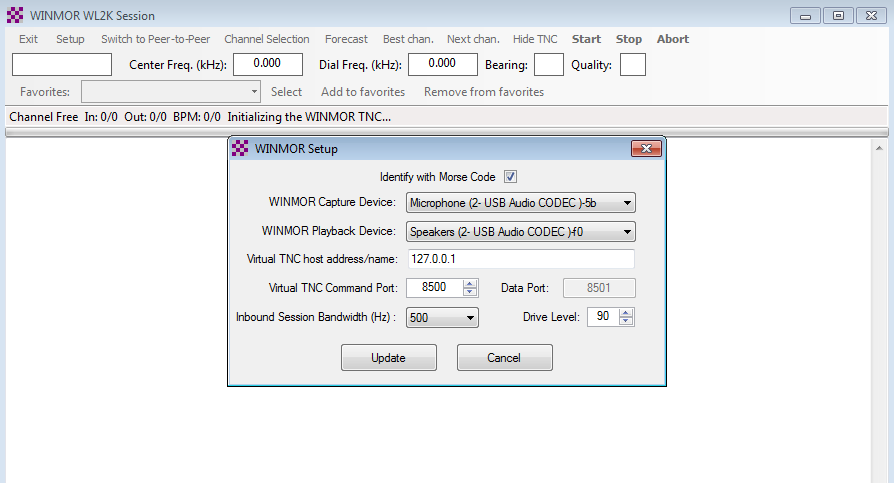 WINMOR WL2K Session
Exit Setup Switch to Peer-to-Peer Channel Selection Forecast Best chan. Next chan. Hide TNC Start Stop Abort
Center Freq. (kHz): 0.000 Dial Freq. (kHz): 0.000 Bearing: Quality:
Favorites: Select Add to favorites Remove from favorites
Channel Free In: 0/0 Out: 0/0 BPM: 0/0 Initializing the WINMOR TNC...
WINMOR Setup
Identify with Morse Code
WINMOR Capture Device: Microphone (2- USB Audio CODEC )-5b
WINMOR Playback Device: Speakers (2- USB Audio CODEC )-f0
Virtual TNC host address/name: 127.0.0.1
Virtual TNC Command Port: 8500 Data Port: 8501
Inbound Session Bandwidth (Hz) : 500 Drive Level: 90
Update Cancel